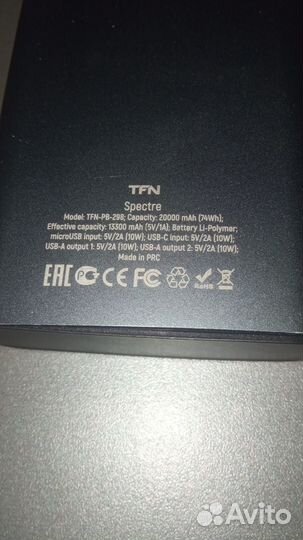 TFN
Spectre
Model: TFN-PB-298; Capacity: 20000 mAh (74Wh);
Effective capacity: 13300 mAh (5V/1A); Battery Li-Polymer;
microUSB input: 5V/2A (10W); USB-C input: 5V/2A (10W);
USB-A output 1: 5V/2A (10W); USB-A output 2: 5V/2A (10W);
Made in PRC
EAC PG CE FC RoHS
Avito